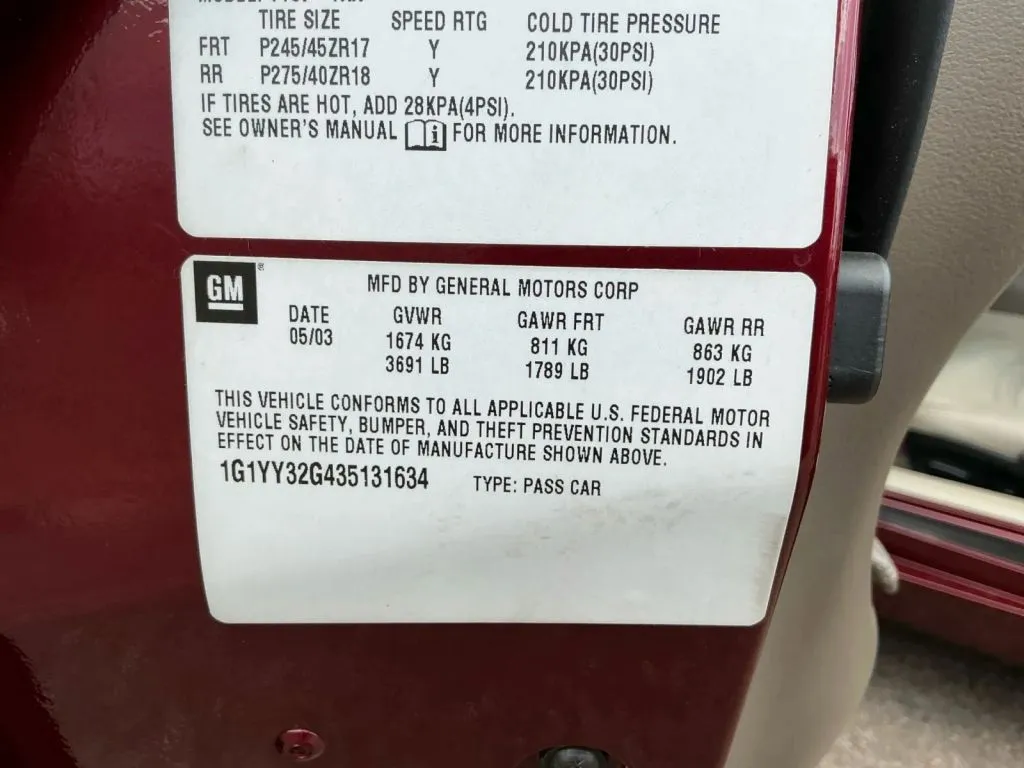 TIRE SIZE SPEED RTG COLD TIRE PRESSURE
FRT P245/45ZR17 Y 210KPA(30PSI)
RR P275/40ZR18 Y 210KPA(30PSI)
IF TIRES ARE HOT, ADD 28KPA(4PSI).
SEE OWNER'S MANUAL i FOR MORE INFORMATION.
GM ®
MFD BY GENERAL MOTORS CORP
DATE GVWR GAWR FRT GAWR RR
05/03 1674 KG 811 KG 863 KG
3691 LB 1789 LB 1902 LB
THIS VEHICLE CONFORMS TO ALL APPLICABLE U.S. FEDERAL MOTOR
VEHICLE SAFETY, BUMPER, AND THEFT PREVENTION STANDARDS IN
EFFECT ON THE DATE OF MANUFACTURE SHOWN ABOVE.
1G1YY32G435131634 TYPE: PASS CAR